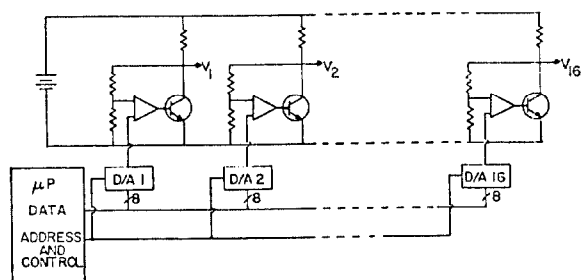 V1
V2
V16
μP
DATA
ADDRESS
AND
CONTROL
D/A 1
8
D/A 2
8
D/A 16
8